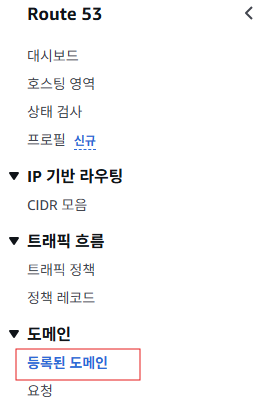 Route 53
대시보드
호스팅 영역
상태 검사
프로필 신규
IP 기반 라우팅
CIDR 모음
트래픽 흐름
트래픽 정책
정책 레코드
도메인
등록된 도메인
요청